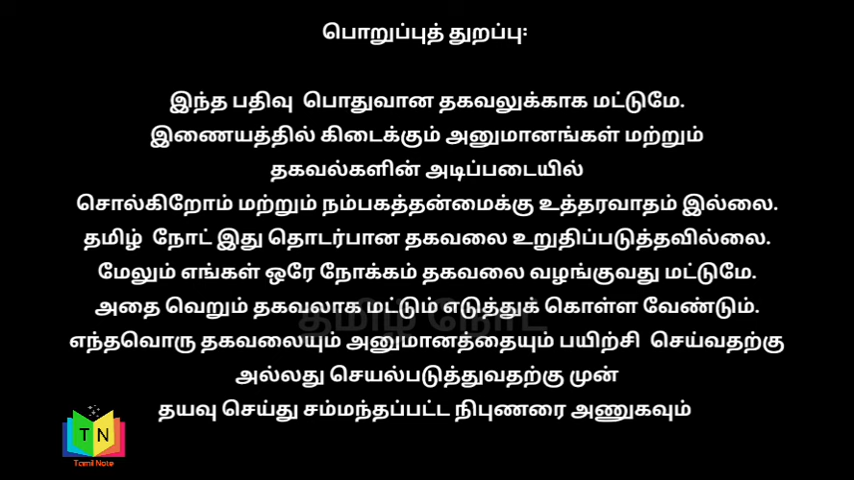 பொறுப்புத் துறப்பு:
இந்த பதிவு பொதுவான தகவலுக்காக மட்டுமே.
இணையத்தில் கிடைக்கும் அனுமானங்கள் மற்றும்
தகவல்களின் அடிப்படையில்
சொல்கிறோம் மற்றும் நம்பகத்தன்மைக்கு உத்தரவாதம் இல்லை.
தமிழ் நோட் இது தொடர்பான தகவலை உறுதிப்படுத்தவில்லை.
மேலும் எங்கள் ஒரே நோக்கம் தகவலை வழங்குவது மட்டுமே.
அதை வெறும் தகவலாக மட்டும் எடுத்துக் கொள்ள வேண்டும்.
தமிழ் நோட்
எந்தவொரு தகவலையும் அனுமானத்தையும் பயிற்சி செய்வதற்கு
அல்லது செயல்படுத்துவதற்கு முன்
தயவு செய்து சம்மந்தப்பட்ட நிபுணரை அணுகவும்
TN
Tamil Note